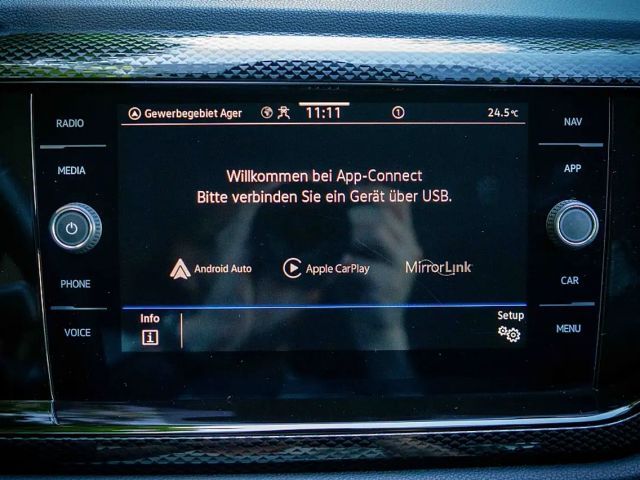 RADIO
MEDIA
PHONE
VOICE
Gewerbegebiet Ager 11:11 1 24.5°C
Willkommen bei App-Connect
Bitte verbinden Sie ein Gerät über USB.
Android Auto Apple CarPlay MirrorLink
Info Setup
i
NAV
APP
CAR
MENU